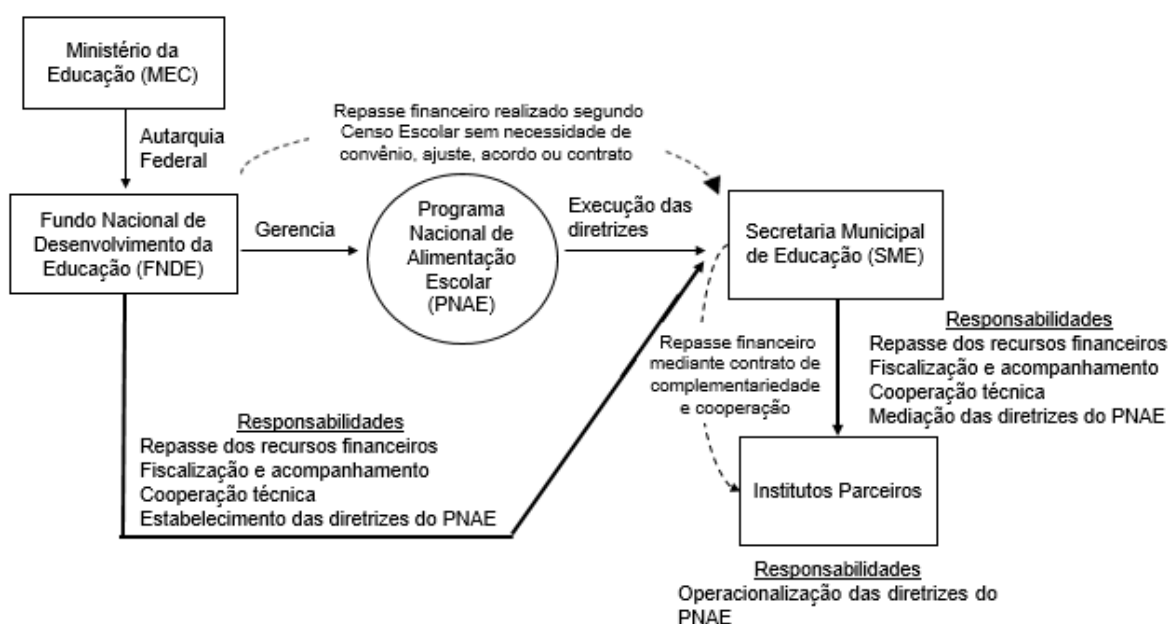 Ministério da
Educação (MEC)
Autarquia
Federal
Repasse financeiro realizado segundo
Censo Escolar sem necessidade de
convênio, ajuste, acordo ou contrato
Fundo Nacional de
Desenvolvimento da
Educação (FNDE)
Gerencia
Programa
Nacional de
Alimentação
Escolar
(PNAE)
Execução das
diretrizes
Secretaria Municipal
de Educação (SME)
Repasse financeiro
mediante contrato de
complementariedade
e cooperação
Responsabilidades
Repasse dos recursos financeiros
Fiscalização e acompanhamento
Cooperação técnica
Mediação das diretrizes do PNAE
Responsabilidades
Repasse dos recursos financeiros
Fiscalização e acompanhamento
Cooperação técnica
Estabelecimento das diretrizes do PNAE
Institutos Parceiros
Responsabilidades
Operacionalização das diretrizes do
PNAE